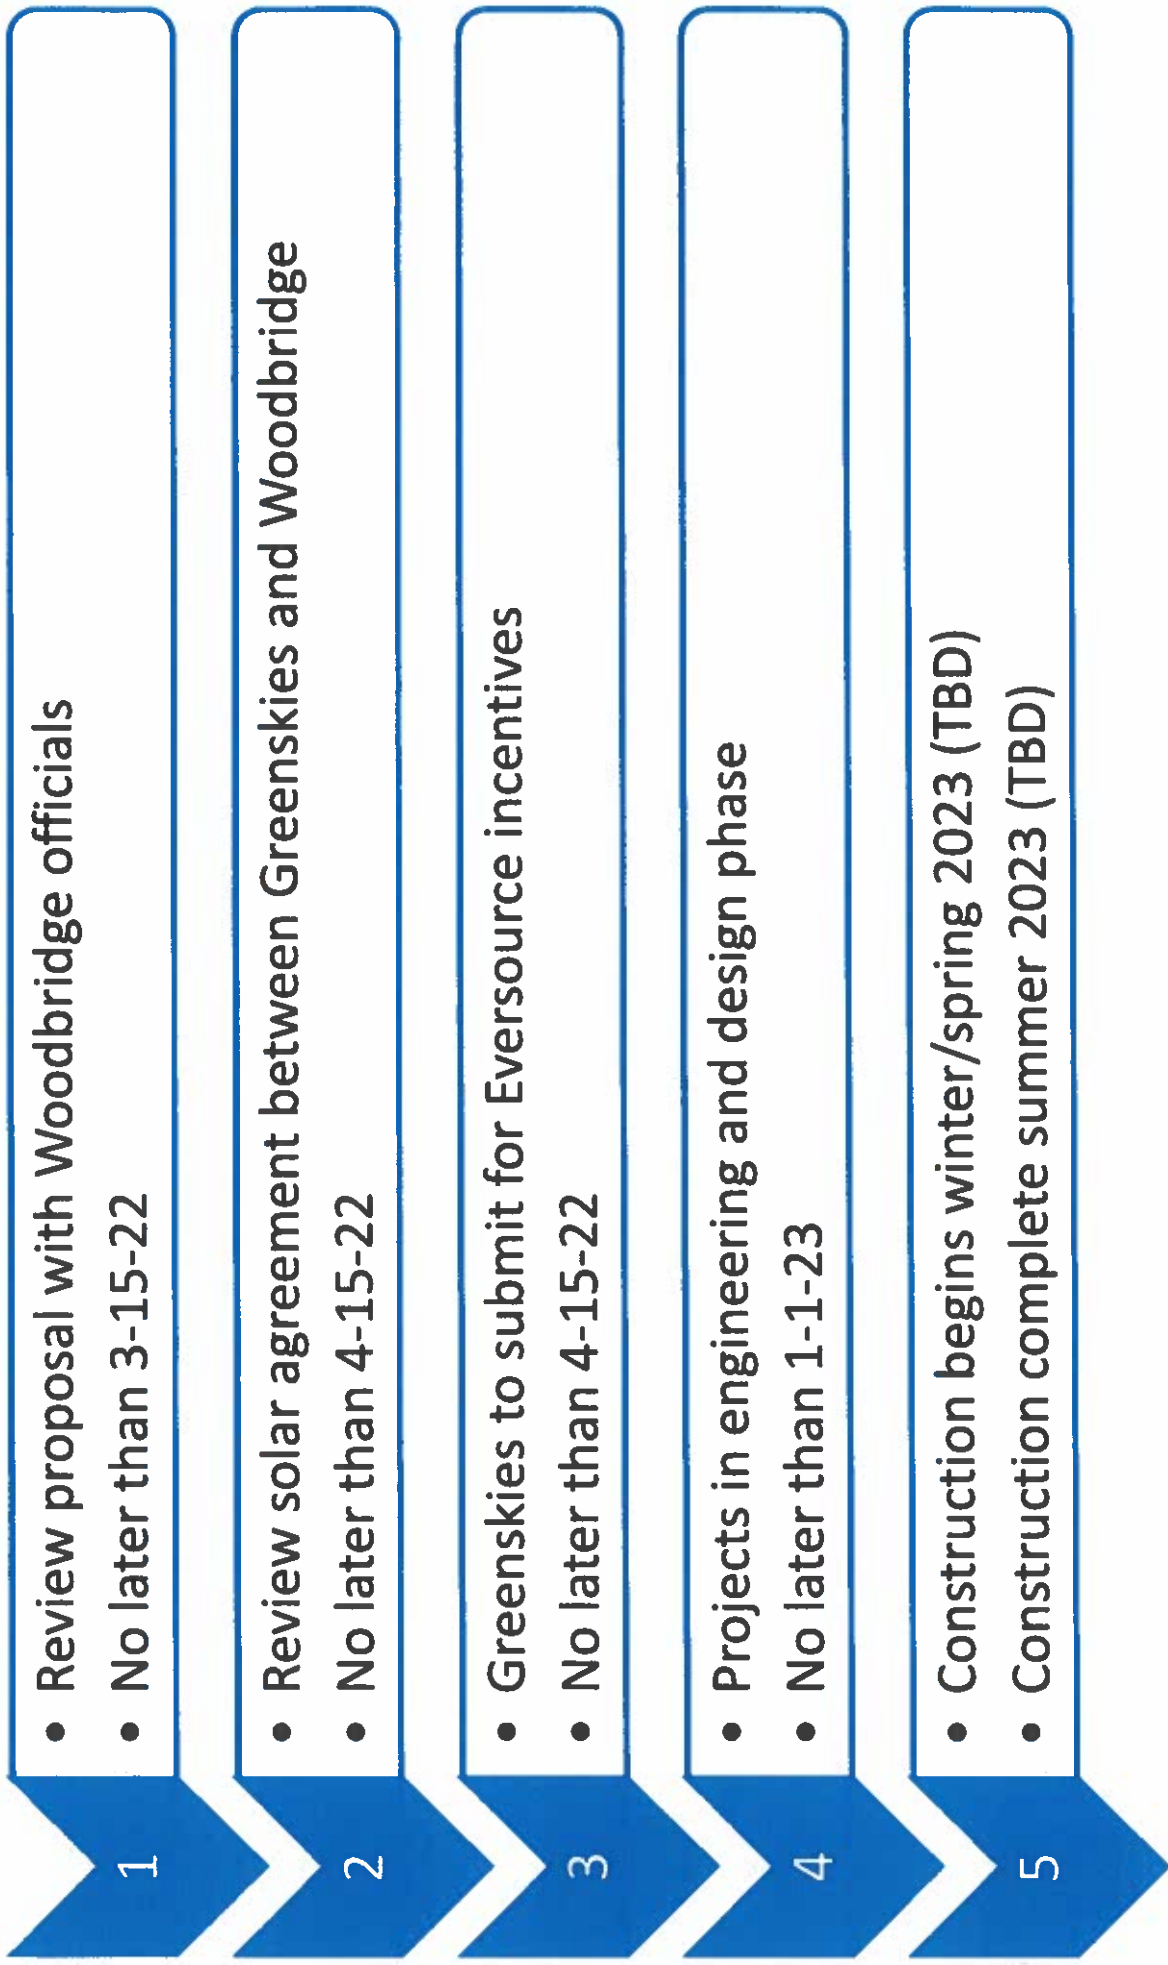 1
• Review proposal with Woodbridge officials
• No later than 3-15-22
2
• Review solar agreement between Greenskies and Woodbridge
• No later than 4-15-22
3
• Greenskies to submit for Eversource incentives
• No later than 4-15-22
4
• Projects in engineering and design phase
• No later than 1-1-23
5
• Construction begins winter/spring 2023 (TBD)
• Construction complete summer 2023 (TBD)